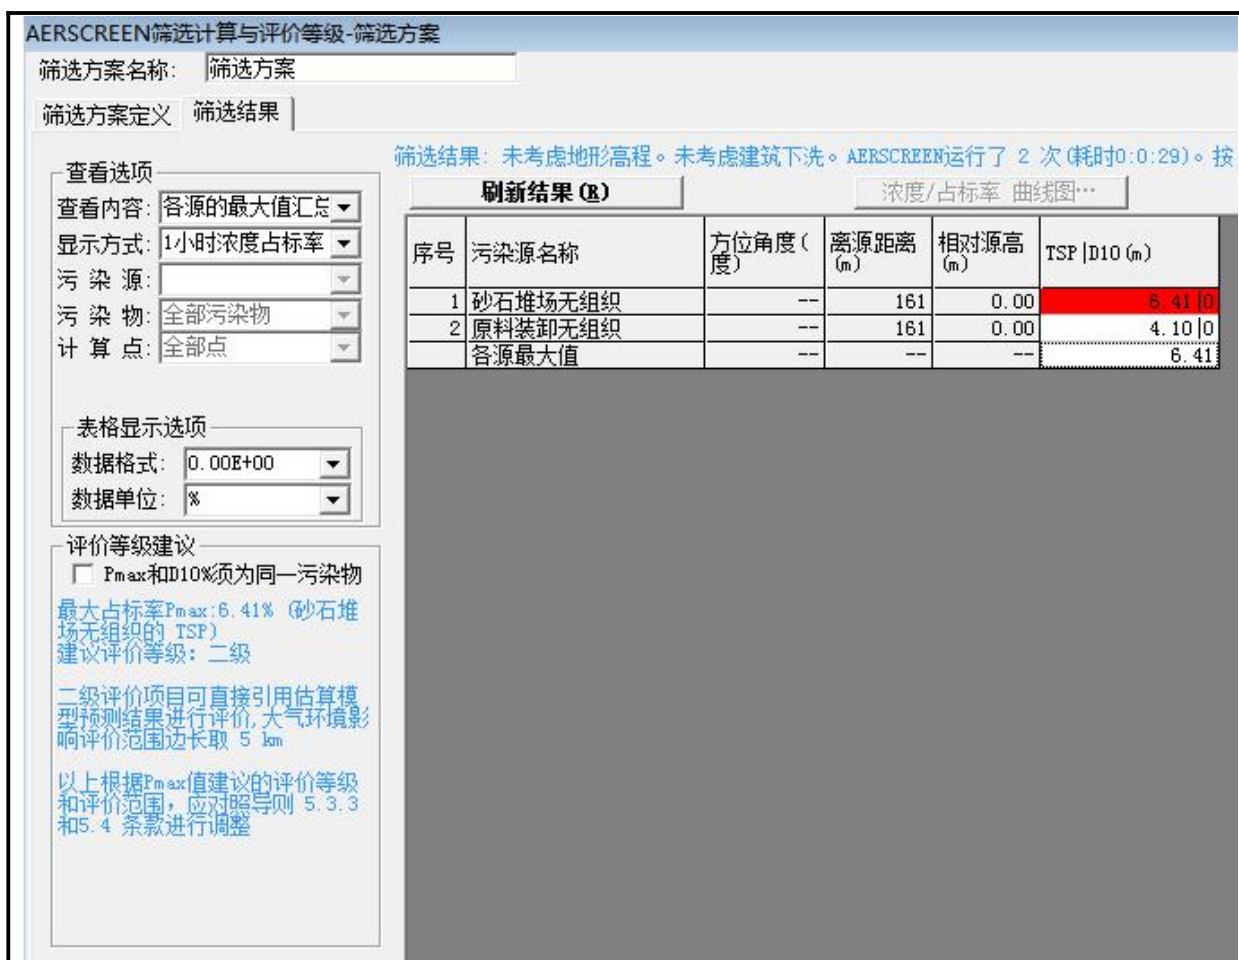 AERSCREEN筛选计算与评价等级-筛选方案
筛选方案名称: 筛选方案
筛选方案定义 筛选结果
筛选结果: 未考虑地形高程。未考虑建筑下洗。AERSCREEN运行了 2 次(耗时0:0:29)。按
查看选项
查看内容: 各源的最大值汇总
显示方式: 1小时浓度占标率
污 染 源:
污 染 物: 全部污染物
计 算 点: 全部点
刷新结果(R) 浓度/占标率 曲线图…
序号 污染源名称 方位角度(度) 离源距离(m) 相对源高(m) TSP|D10(m)
1 砂石堆场无组织 -- 161 0.00 6.41|0
2 原料装卸无组织 -- 161 0.00 4.10|0
各源最大值 -- -- -- 6.41
表格显示选项
数据格式: 0.00E+00
数据单位: %
评价等级建议
Pmax和D10%须为同一污染物
最大占标率Pmax:6.41% (砂石堆
场无组织的 TSP)
建议评价等级: 二级
二级评价项目可直接引用估算模
型预测结果进行评价,大气环境影
响评价范围边长取 5 km
以上根据Pmax值建议的评价等级
和评价范围, 应对照导则 5.3.3
和5.4 条款进行调整